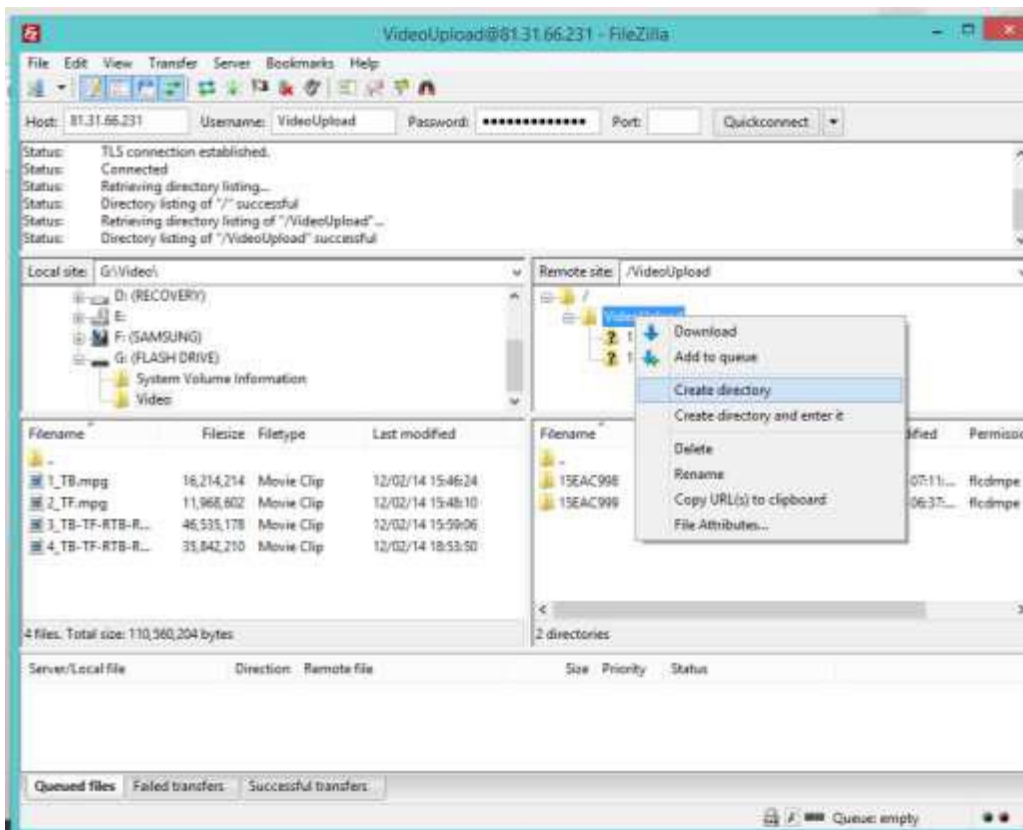 VideoUpload@81.31.66.231 - FileZilla
File Edit View Transfer Server Bookmarks Help
Host: 81.31.66.231 Username: VideoUpload Password: ●●●●●●●●●●●●● Port: Quickconnect
Status: TLS connection established.
Status: Connected
Status: Retrieving directory listing...
Status: Directory listing of "/" successful
Status: Retrieving directory listing of "/VideoUpload"...
Status: Directory listing of "/VideoUpload" successful
Local site: G:\Video\
D: (RECOVERY)
E:
F: (SAMSUNG)
G: (FLASH DRIVE)
System Volume Information
Video
Filename Filesize Filetype Last modified
..
1_TB.mpg 16,214,214 Movie Clip 12/02/14 15:46:24
2_TF.mpg 11,968,602 Movie Clip 12/02/14 15:48:10
3_TB-TF-RTB-R... 46,535,178 Movie Clip 12/02/14 15:59:06
4_TB-TF-RTB-R... 35,842,210 Movie Clip 12/02/14 18:53:50
4 files. Total size: 110,560,204 bytes
Remote site: /VideoUpload
/
VideoUpload
1
1
Download
Add to queue
Create directory
Create directory and enter it
Delete
Rename
Copy URL(s) to clipboard
File Attributes...
Filename ified Permissio
..
15EAC998 07:11:... flcdmpe
15EAC999 06:37:... flcdmpe
2 directories
Server/Local file Direction Remote file Size Priority Status
Queued files Failed transfers Successful transfers
Queue: empty